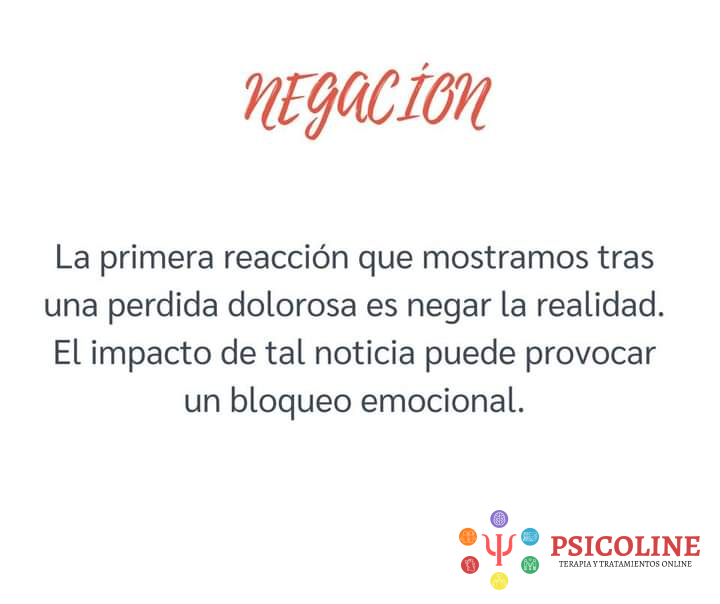 NEGACÍON
La primera reacción que mostramos tras
una perdida dolorosa es negar la realidad.
El impacto de tal noticia puede provocar
un bloqueo emocional.
PSICOLINE
TERAPIA Y TRATAMIENTOS ONLINE